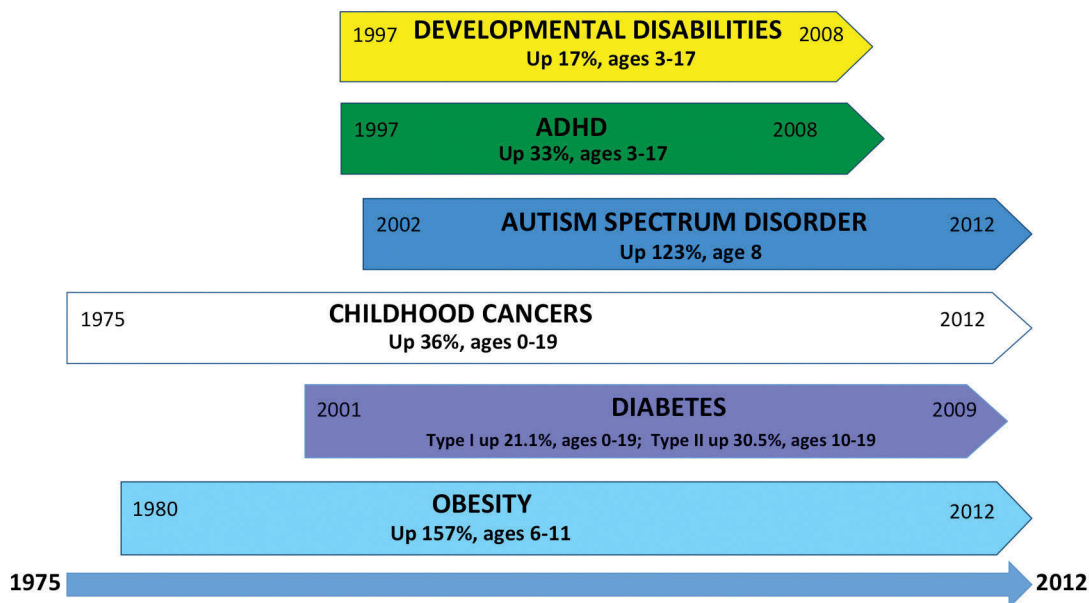 1997 DEVELOPMENTAL DISABILITIES 2008
Up 17%, ages 3-17
1997 ADHD 2008
Up 33%, ages 3-17
2002 AUTISM SPECTRUM DISORDER 2012
Up 123%, age 8
1975 CHILDHOOD CANCERS 2012
Up 36%, ages 0-19
2001 DIABETES 2009
Type I up 21.1%, ages 0-19; Type II up 30.5%, ages 10-19
1980 OBESITY 2012
Up 157%, ages 6-11
1975 2012